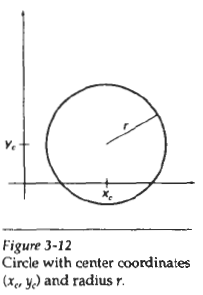 r
y_c
x_c
Figure 3-12
Circle with center coordinates
(x_c, y_c) and radius r.